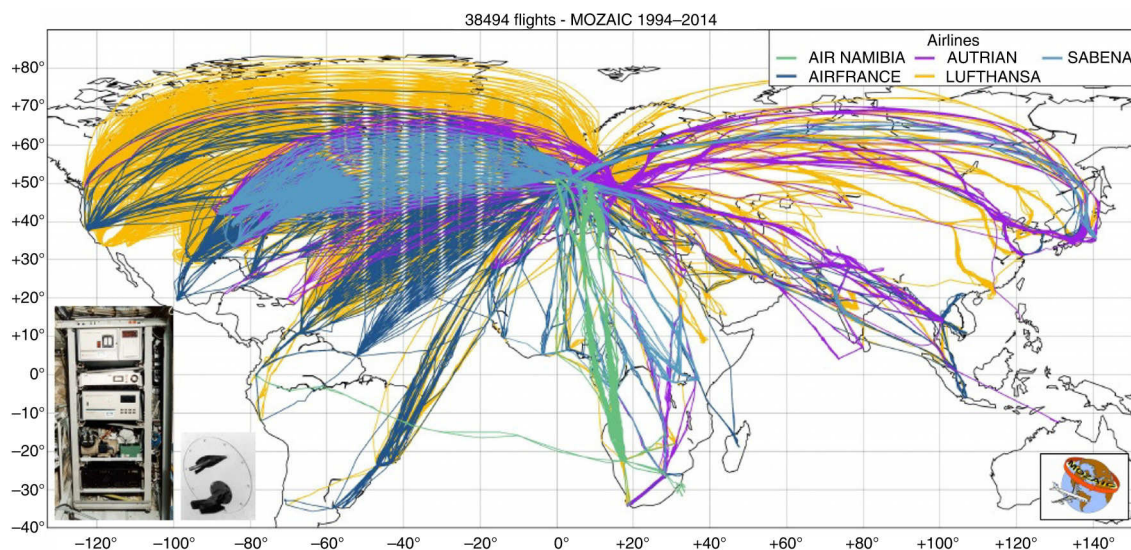 38494 flights - MOZAIC 1994–2014
Airlines
AIR NAMIBIA AUTRIAN SABENA
AIRFRANCE LUFTHANSA
+80°
+70°
+60°
+50°
+40°
+30°
+20°
+10°
0°
−10°
−20°
−30°
−40°
−120° −100° −80° −60° −40° −20° 0° +20° +40° +60° +80° +100° +120° +140°
MOZAIC